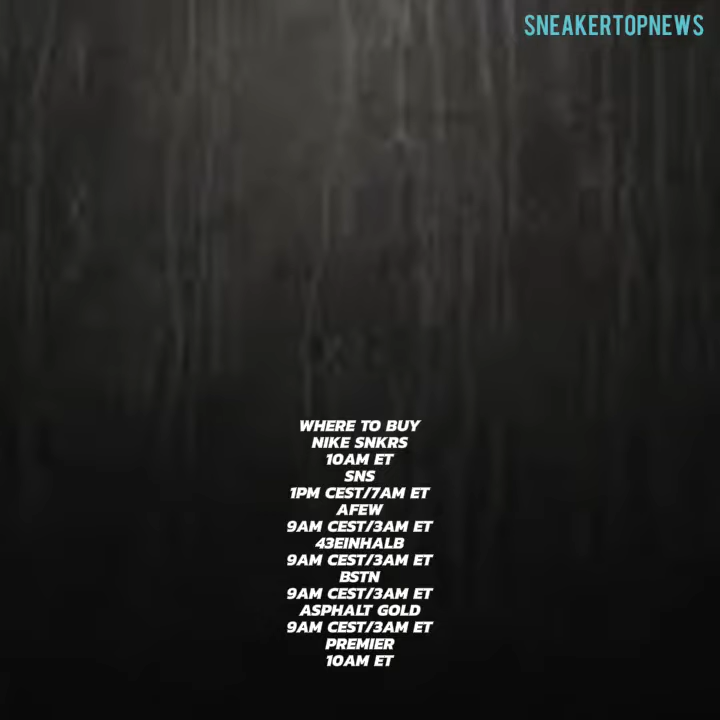 SNEAKERTOPNEWS
WHERE TO BUY
NIKE SNKRS
10AM ET
SNS
1PM CEST/7AM ET
AFEW
9AM CEST/3AM ET
43EINHALB
9AM CEST/3AM ET
BSTN
9AM CEST/3AM ET
ASPHALT GOLD
9AM CEST/3AM ET
PREMIER
10AM ET